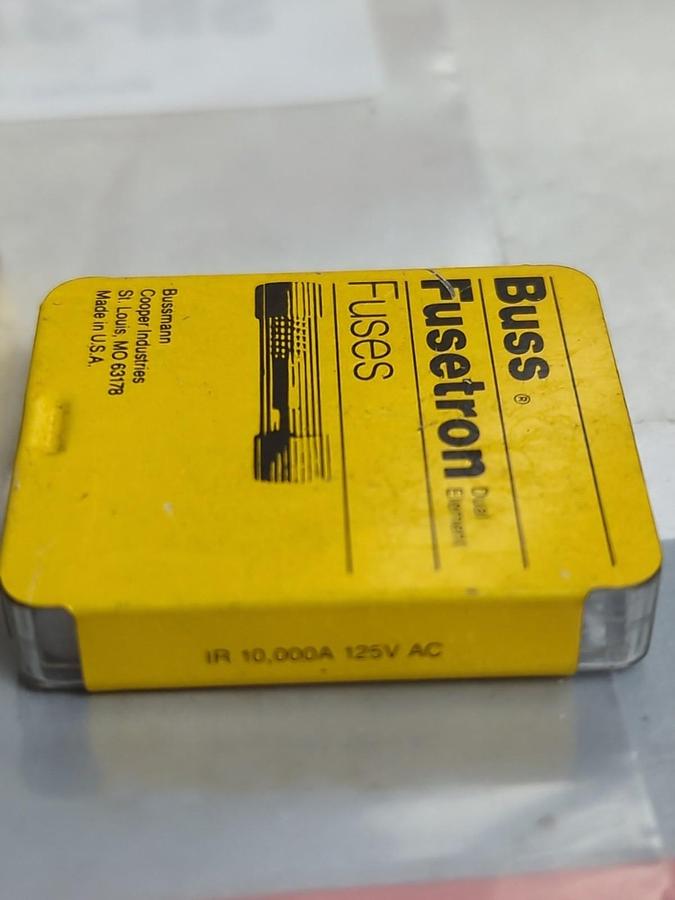 Buss®
Fusetron Dual
Element
Fuses
Bussmann
Cooper Industries
St. Louis, MO 63178
Made in U.S.A.
IR 10,000A 125V AC